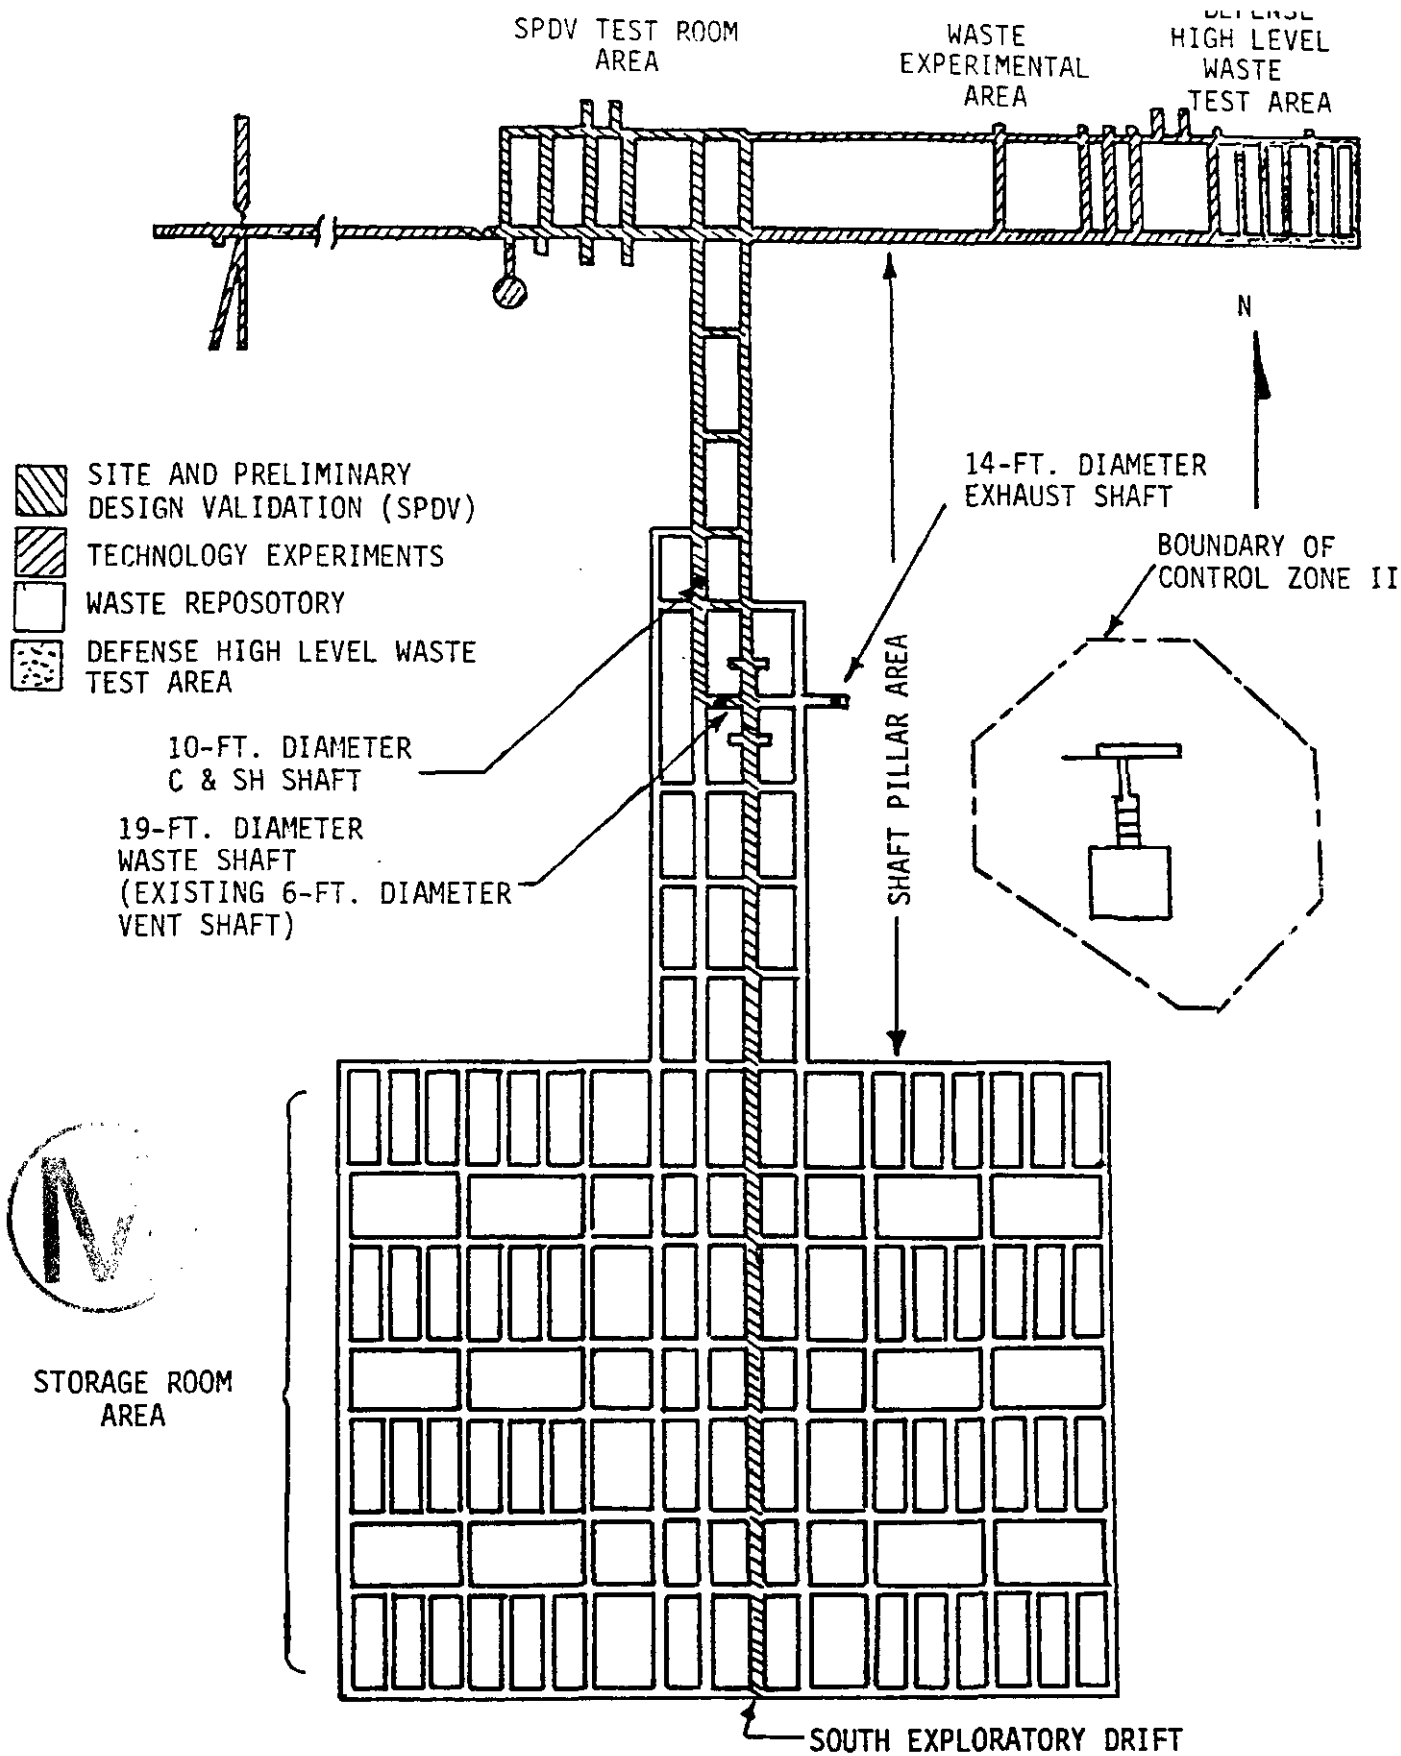 SPDV TEST ROOM
AREA
WASTE
EXPERIMENTAL
AREA
DEFENSE
HIGH LEVEL
WASTE
TEST AREA
N
SITE AND PRELIMINARY
DESIGN VALIDATION (SPDV)
TECHNOLOGY EXPERIMENTS
WASTE REPOSOTORY
DEFENSE HIGH LEVEL WASTE
TEST AREA
14-FT. DIAMETER
EXHAUST SHAFT
BOUNDARY OF
CONTROL ZONE II
10-FT. DIAMETER
C & SH SHAFT
19-FT. DIAMETER
WASTE SHAFT
(EXISTING 6-FT. DIAMETER
VENT SHAFT)
SHAFT PILLAR AREA
STORAGE ROOM
AREA
SOUTH EXPLORATORY DRIFT